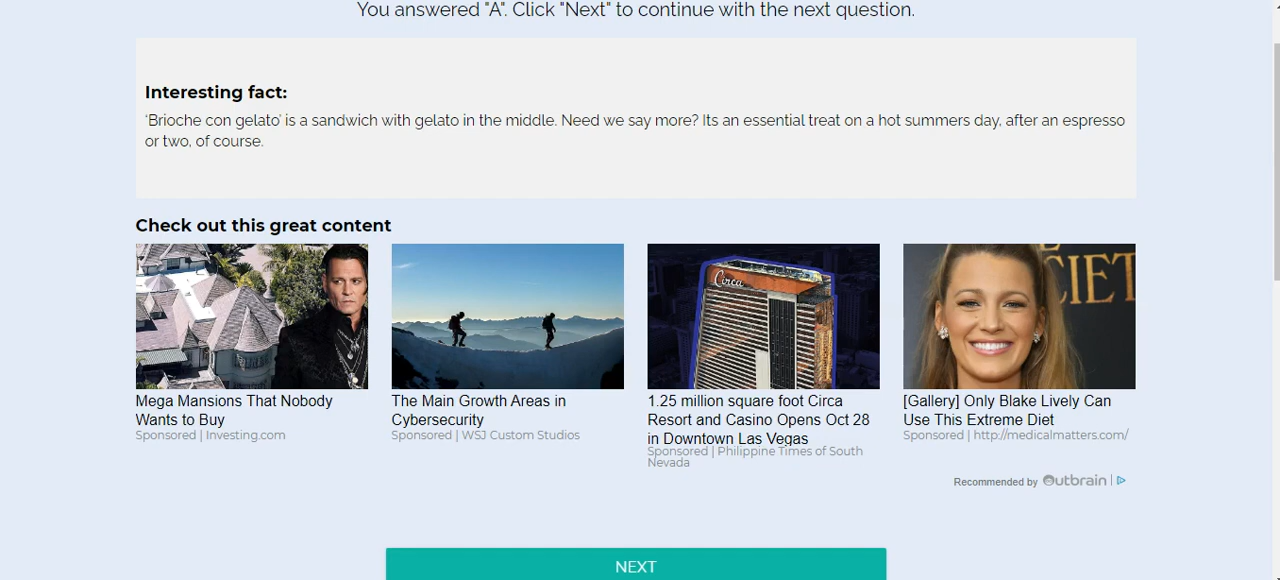 You answered "A". Click "Next" to continue with the next question.
Interesting fact:
‘Brioche con gelato’ is a sandwich with gelato in the middle. Need we say more? Its an essential treat on a hot summers day, after an espresso
or two, of course.
Check out this great content
Circa
CIET
Mega Mansions That Nobody
Wants to Buy
Sponsored | Investing.com
The Main Growth Areas in
Cybersecurity
Sponsored | WSJ Custom Studios
1.25 million square foot Circa
Resort and Casino Opens Oct 28
in Downtown Las Vegas
Sponsored | Philippine Times of South
Nevada
[Gallery] Only Blake Lively Can
Use This Extreme Diet
Sponsored | http://medicalmatters.com/
Recommended by Outbrain |
NEXT